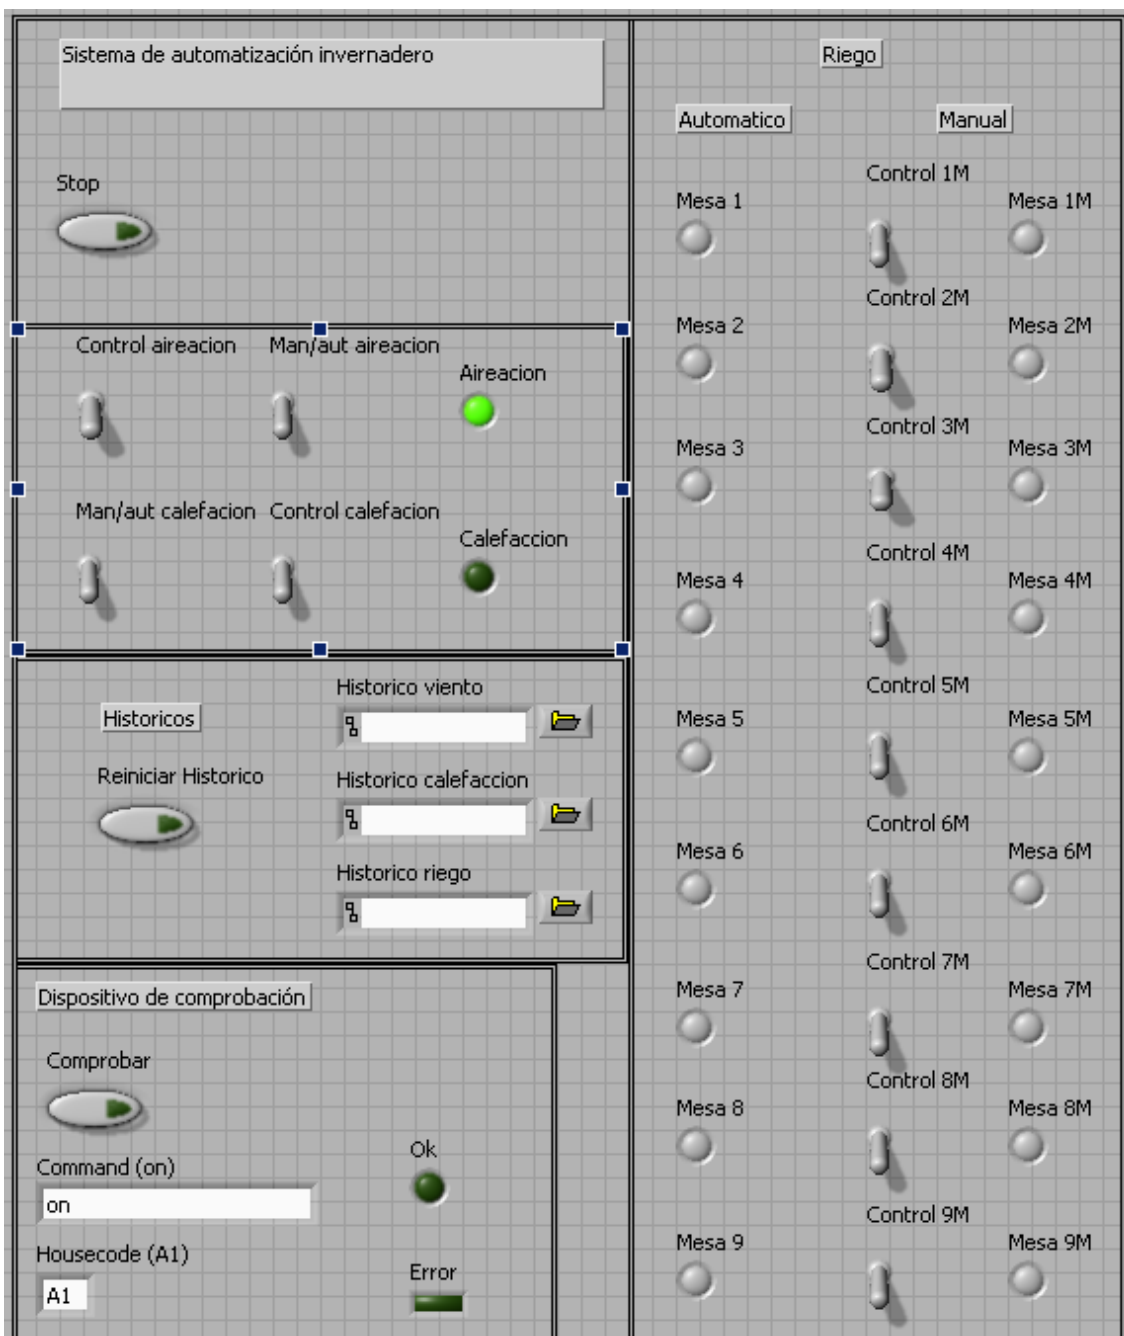 Sistema de automatización invernadero
Stop
Control aireacion
Man/aut aireacion
Aireacion
Man/aut calefacion
Control calefacion
Calefaccion
Historicos
Reiniciar Historico
Historico viento
Historico calefaccion
Historico riego
Dispositivo de comprobación
Comprobar
Command (on)
on
Housecode (A1)
A1
Ok
Error
Riego
Automatico
Manual
Control 1M
Mesa 1
Mesa 1M
Control 2M
Mesa 2
Mesa 2M
Control 3M
Mesa 3
Mesa 3M
Control 4M
Mesa 4
Mesa 4M
Control 5M
Mesa 5
Mesa 5M
Control 6M
Mesa 6
Mesa 6M
Control 7M
Mesa 7
Mesa 7M
Control 8M
Mesa 8
Mesa 8M
Control 9M
Mesa 9
Mesa 9M